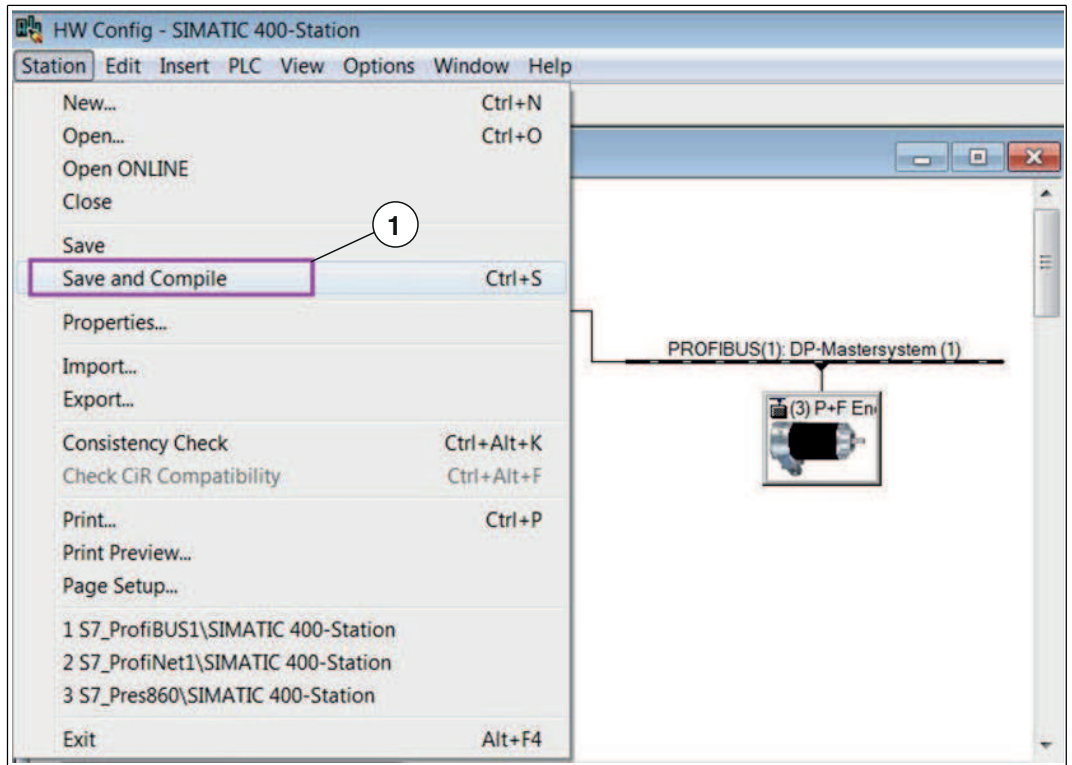 HW Config - SIMATIC 400-Station
Station Edit Insert PLC View Options Window Help
New... Ctrl+N
Open... Ctrl+O
Open ONLINE
Close
1
Save
Save and Compile Ctrl+S
Properties...
Import...
Export...
Consistency Check Ctrl+Alt+K
Check CiR Compatibility Ctrl+Alt+F
Print... Ctrl+P
Print Preview...
Page Setup...
1 S7_ProfiBUS1\SIMATIC 400-Station
2 S7_ProfiNet1\SIMATIC 400-Station
3 S7_Pres860\SIMATIC 400-Station
Exit Alt+F4
PROFIBUS(1): DP-Mastersystem (1)
(3) P+F En